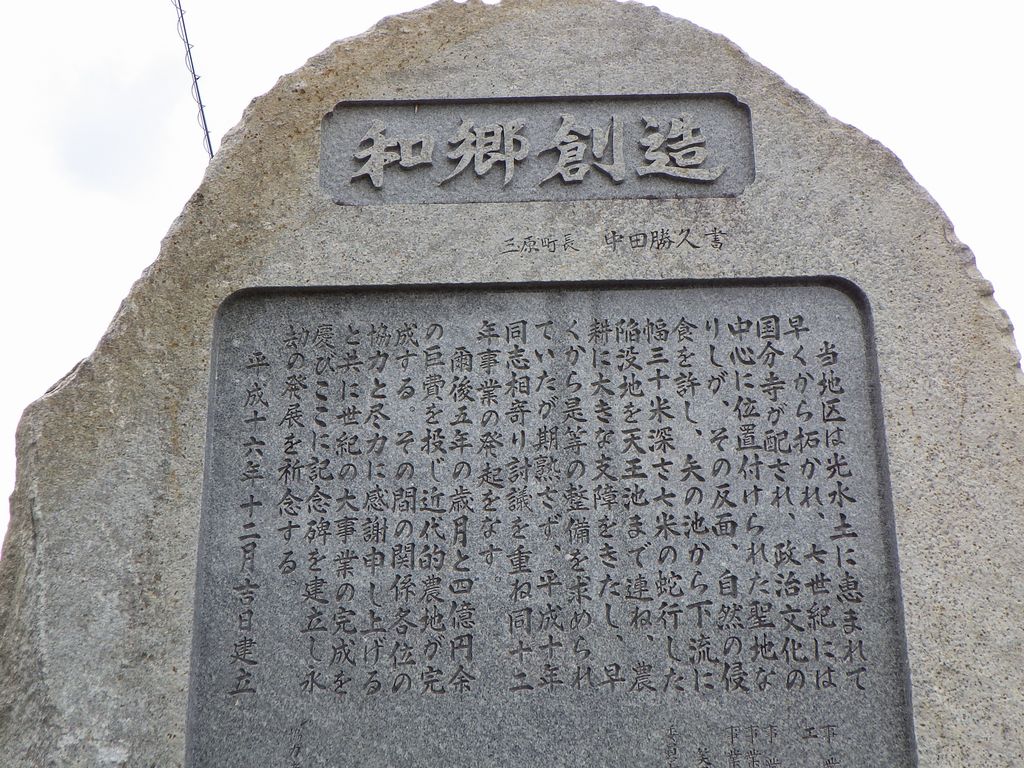 和郷創造
三原町長 中田勝久書
当地区は光水土に恵まれて
早くから拓かれ、七世紀には
国分寺が配され、政治文化の
中心に位置付けられた聖地な
りしが、その反面、自然の侵
食を許し、矢の池から下流に
幅三十米深さ七米の蛇行した
陥没地を天王池まで連ね、農
耕に大きな支障をきたし、早
くから是等の整備を求められ
ていたが期熟さず、平成十年
同志相寄り討議を重ね同十二
年事業の発起をなす。
爾後五年の歳月と四億円余
の巨費を投じ近代的農地が完
成する。その間の関係各位の
協力と尽力に感謝申し上げる
と共に世紀の大事業の完成を
慶びここに記念碑を建立し永
劫の発展を祈念する
平成十六年十二月吉日建立